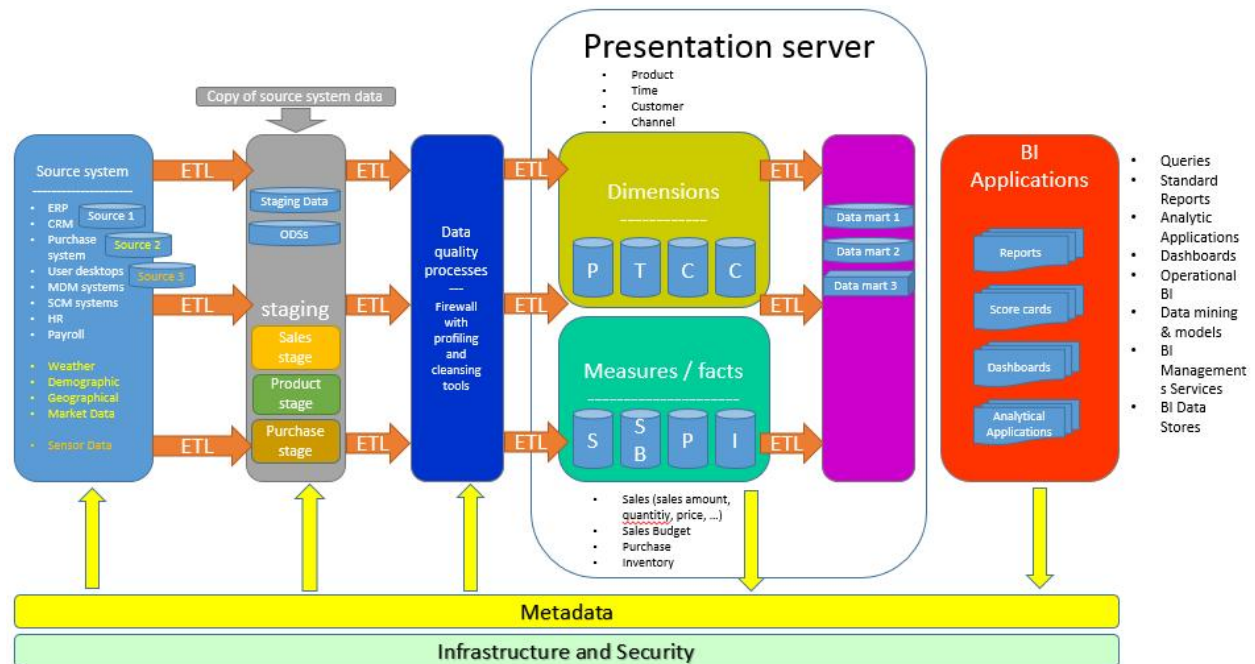 Presentation server
• Product
• Time
• Customer
• Channel
Copy of source system data
Source system
--------------------
• ERP
• CRM
• Purchase
system
• User desktops
• MDM systems
• SCM systems
• HR
• Payroll
• Weather
• Demographic
• Geographical
• Market Data
• Sensor Data
Source 1
Source 2
Source 3
ETL
ETL
ETL
Staging Data
ODSs
staging
Sales
stage
Product
stage
Purchase
stage
ETL
ETL
ETL
Data
quality
processes
---
Firewall
with
profiling
and
cleansing
tools
ETL
ETL
ETL
Dimensions
------------
P
T
C
C
Measures / facts
---------------------
S
S
B
P
I
• Sales (sales amount,
quantitiy, price, ...)
• Sales Budget
• Purchase
• Inventory
ETL
ETL
ETL
Data mart 1
Data mart 2
Data mart 3
BI
Applications
Reports
Score cards
Dashboards
Analytical
Applications
• Queries
• Standard
Reports
• Analytic
Applications
• Dashboards
• Operational
BI
• Data mining
& models
• BI
Management
s Services
• BI Data
Stores
Metadata
Infrastructure and Security